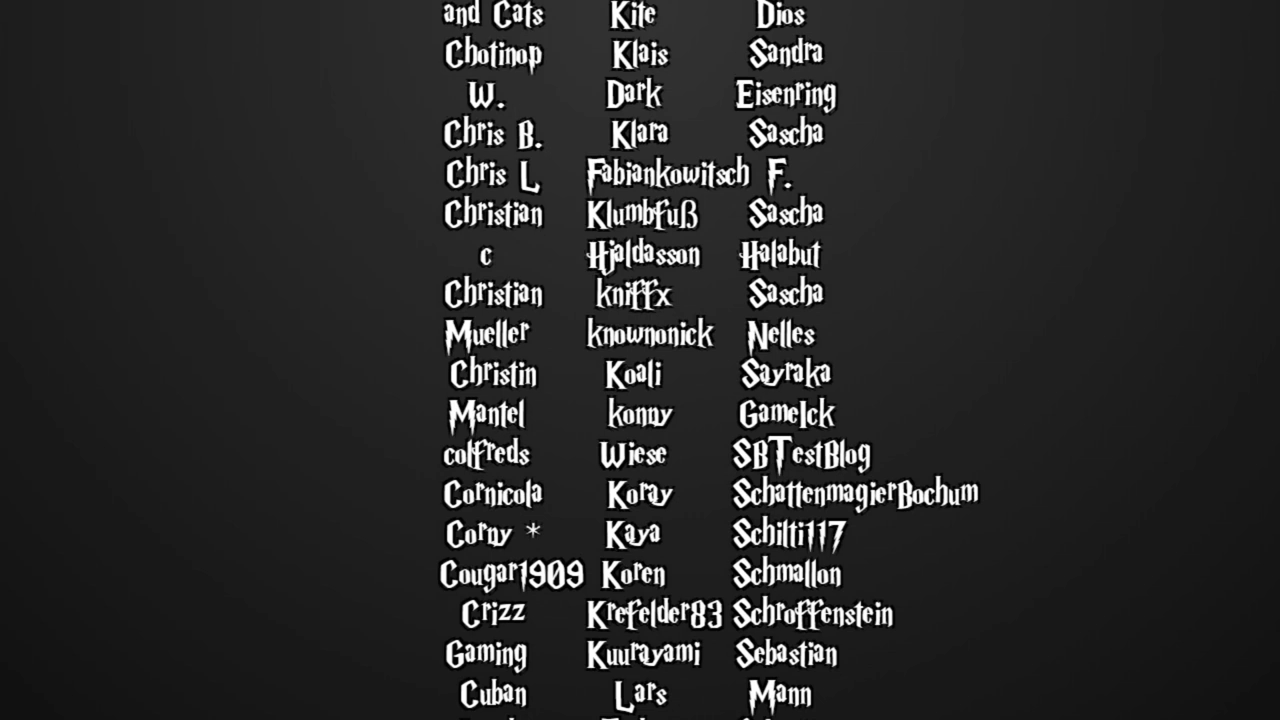 and Cats Kite Dios
Chotinop Klais Sandra
W. Dark Eisenring
Chris B. Klara Sascha
Chris L Fabiankowitsch F.
Christian Klumbfuß Sascha
c Hjaldasson Halabut
Christian kniffx Sascha
Mueller knownonick Nelles
Christin Koali Sayraka
Mantel konny GameIck
colfreds Wiese SBTestBlog
Cornicola Koray SchattenmagierBochum
Corny * Kaya Schilti117
Cougar1909 Koren Schmallon
Crizz Krefelder83 Schroffenstein
Gaming Kuurayami Sebastian
Cuban Lars Mann